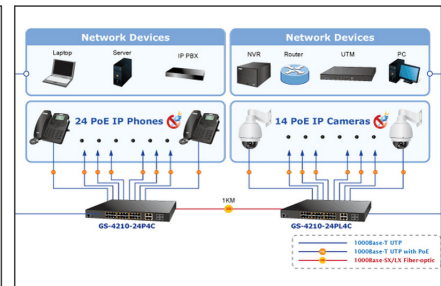 Network Devices
Laptop
Server
IP PBX
Network Devices
NVR
Router
UTM
PC
24 PoE IP Phones
14 PoE IP Cameras
1KM
GS-4210-24P4C
GS-4210-24PL4C
1000Base-T UTP
1000Base-T UTP with PoE
1000Base-SX/LX Fiber-optic